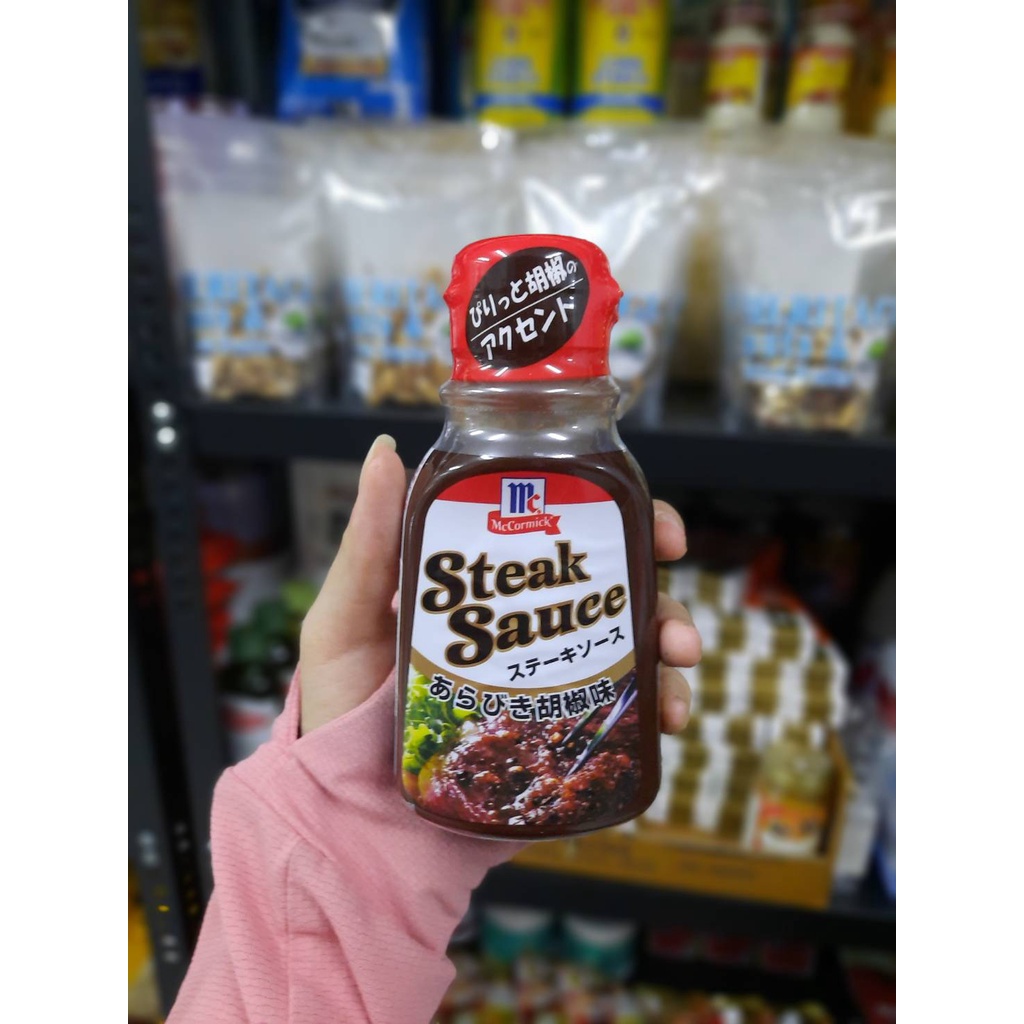 ぴりっと胡椒の
アクセント
Mc
McCormick
Steak
Sauce
ステーキソース
あらびき胡椒味